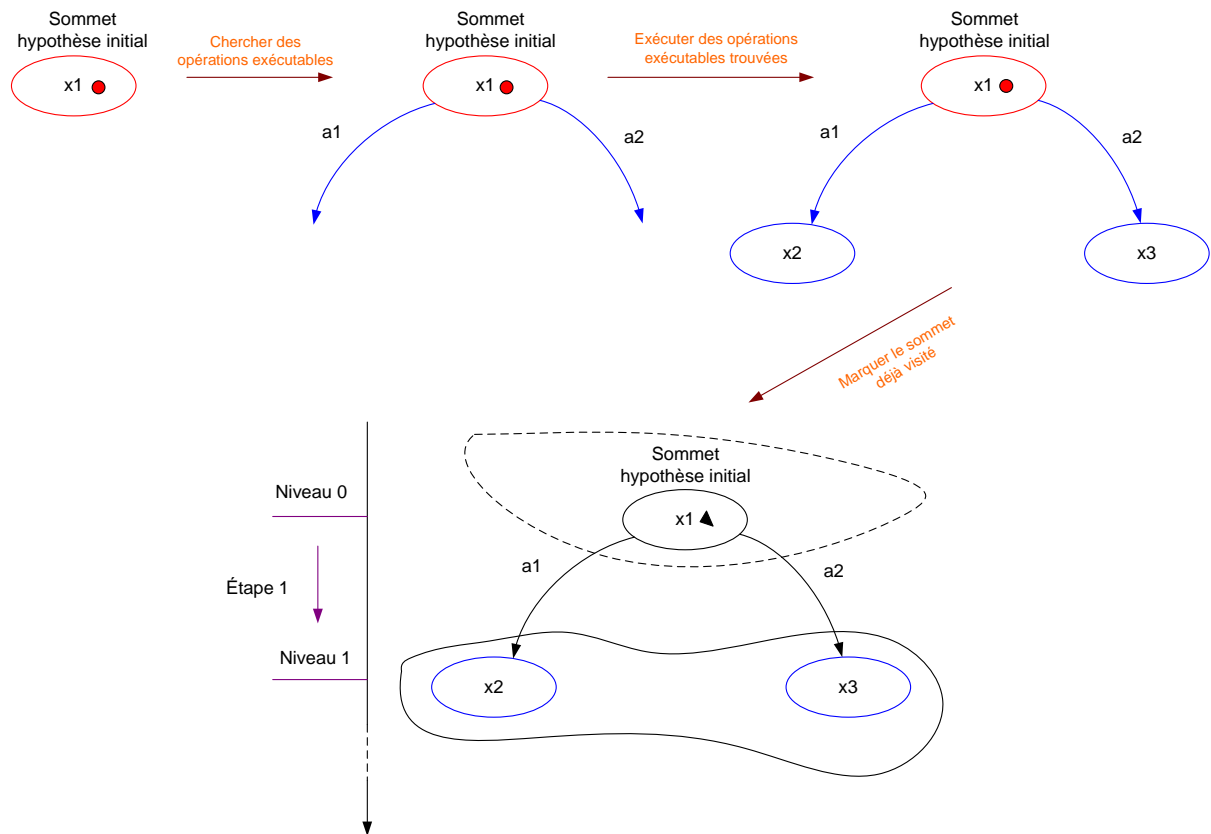 Sommet
hypothèse initial
x1
Chercher des
opérations exécutables
Sommet
hypothèse initial
x1
a1
a2
Exécuter des opérations
exécutables trouvées
Sommet
hypothèse initial
x1
a1
a2
x2
x3
Marquer le sommet
déjà visité
Niveau 0
Étape 1
Niveau 1
Sommet
hypothèse initial
x1
a1
a2
x2
x3